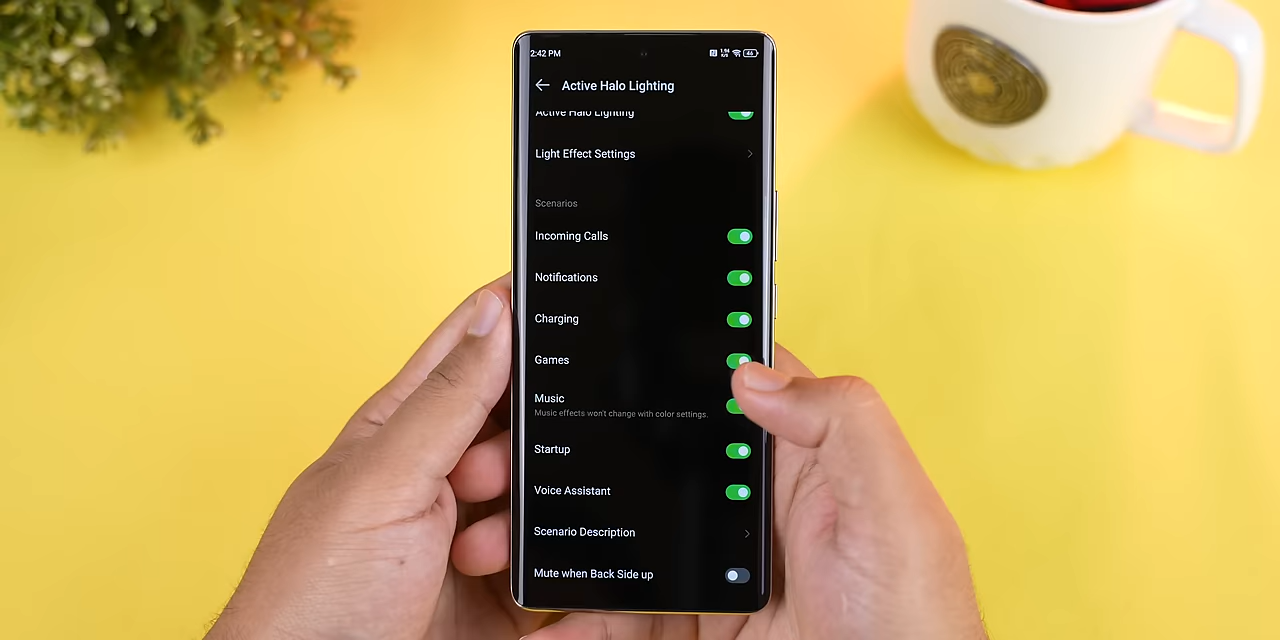 2:42 PM
46
Active Halo Lighting
Active Halo Lighting
Light Effect Settings
Scenarios
Incoming Calls
Notifications
Charging
Games
Music
Music effects won't change with color settings.
Startup
Voice Assistant
Scenario Description
Mute when Back Side up